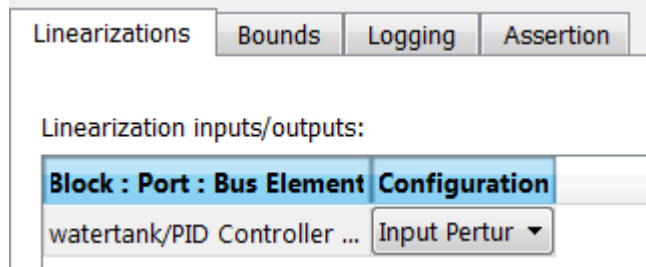 Linearizations Bounds Logging Assertion
Linearization inputs/outputs:
Block : Port : Bus Element Configuration
watertank/PID Controller ... Input Pertur